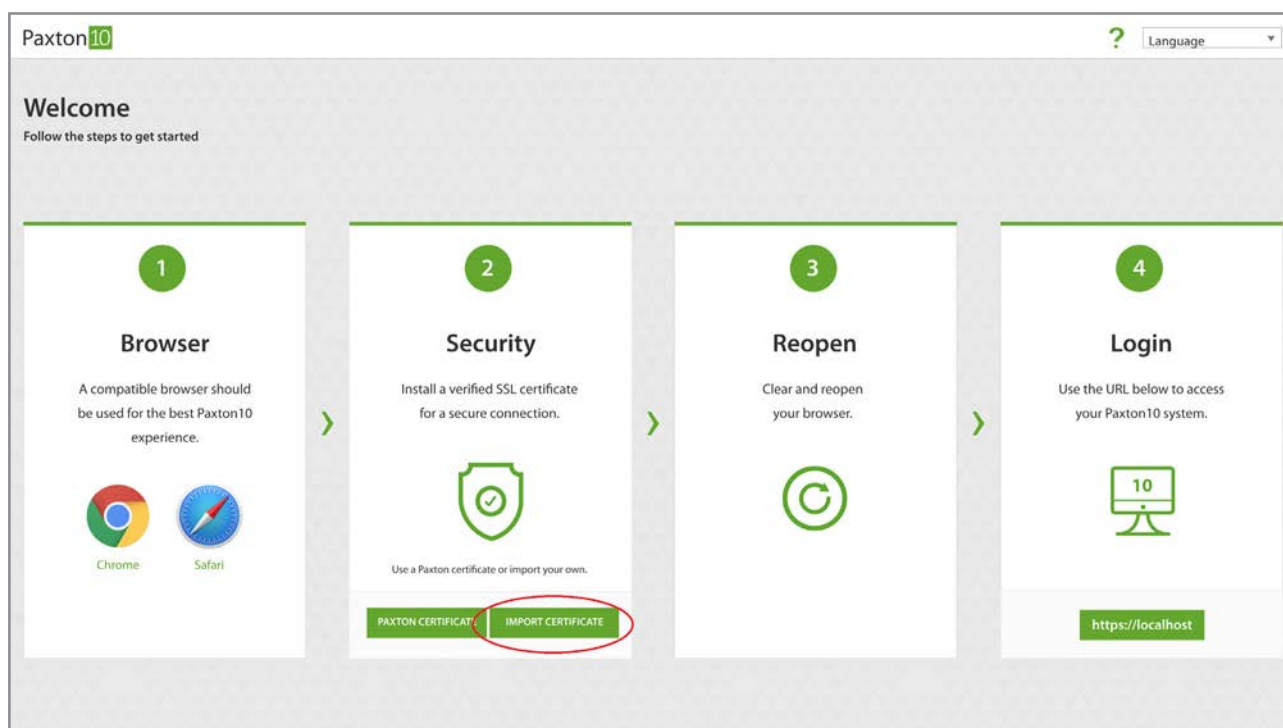 Paxton10
?
Language
Welcome
Follow the steps to get started
1
Browser
A compatible browser should
be used for the best Paxton10
experience.
Chrome
Safari
2
Security
Install a verified SSL certificate
for a secure connection.
Use a Paxton certificate or import your own.
PAXTON CERTIFICATE
IMPORT CERTIFICATE
3
Reopen
Clear and reopen
your browser.
4
Login
Use the URL below to access
your Paxton10 system.
10
https://localhost